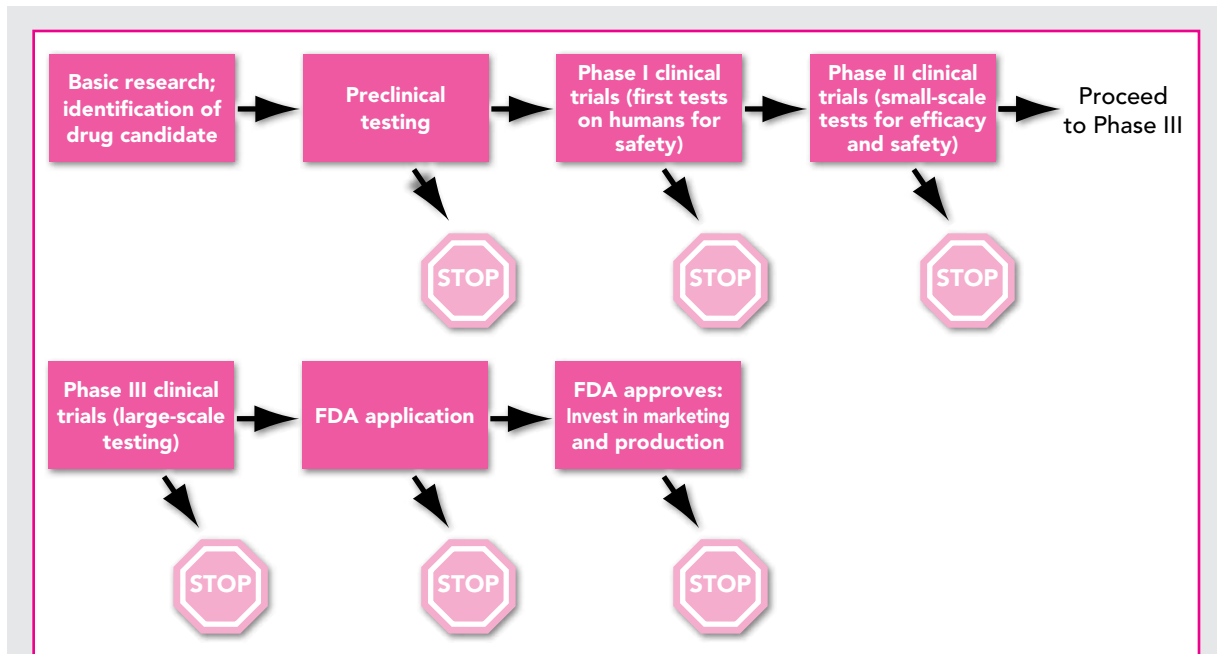 Basic research;
identification of
drug candidate
Preclinical
testing
Phase I clinical
trials (first tests
on humans for
safety)
Phase II clinical
trials (small-scale
tests for efficacy
and safety)
Proceed
to Phase III
STOP
STOP
STOP
Phase III clinical
trials (large-scale
testing)
FDA application
FDA approves:
Invest in marketing
and production
STOP
STOP
STOP